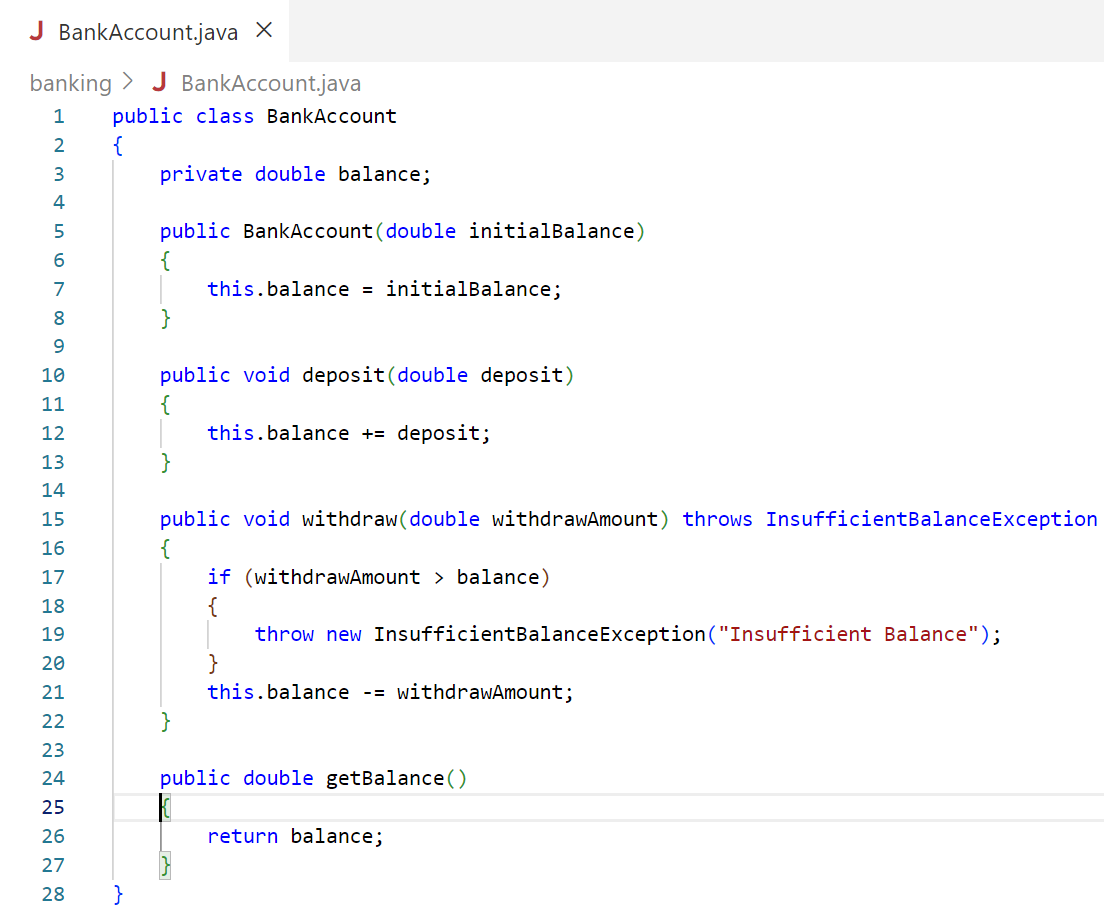 BankAccount.java
banking > BankAccount.java
1 public class BankAccount
2 {
3     private double balance;
4
5     public BankAccount(double initialBalance)
6     {
7         this.balance = initialBalance;
8     }
9
10     public void deposit(double deposit)
11     {
12         this.balance += deposit;
13     }
14
15     public void withdraw(double withdrawAmount) throws InsufficientBalanceException
16     {
17         if (withdrawAmount > balance)
18         {
19             throw new InsufficientBalanceException("Insufficient Balance");
20         }
21         this.balance -= withdrawAmount;
22     }
23
24     public double getBalance()
25     {
26         return balance;
27     }
28 }